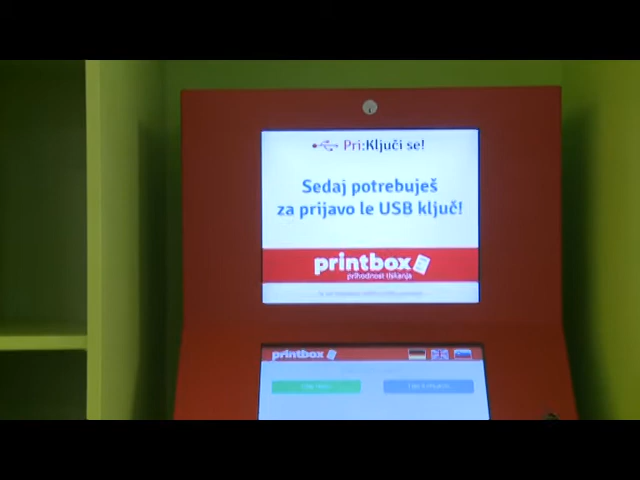 Pri:Ključi se!
Sedaj potrebuješ
za prijavo le USB ključ!
printbox
prihodnost tiskanja
printbox